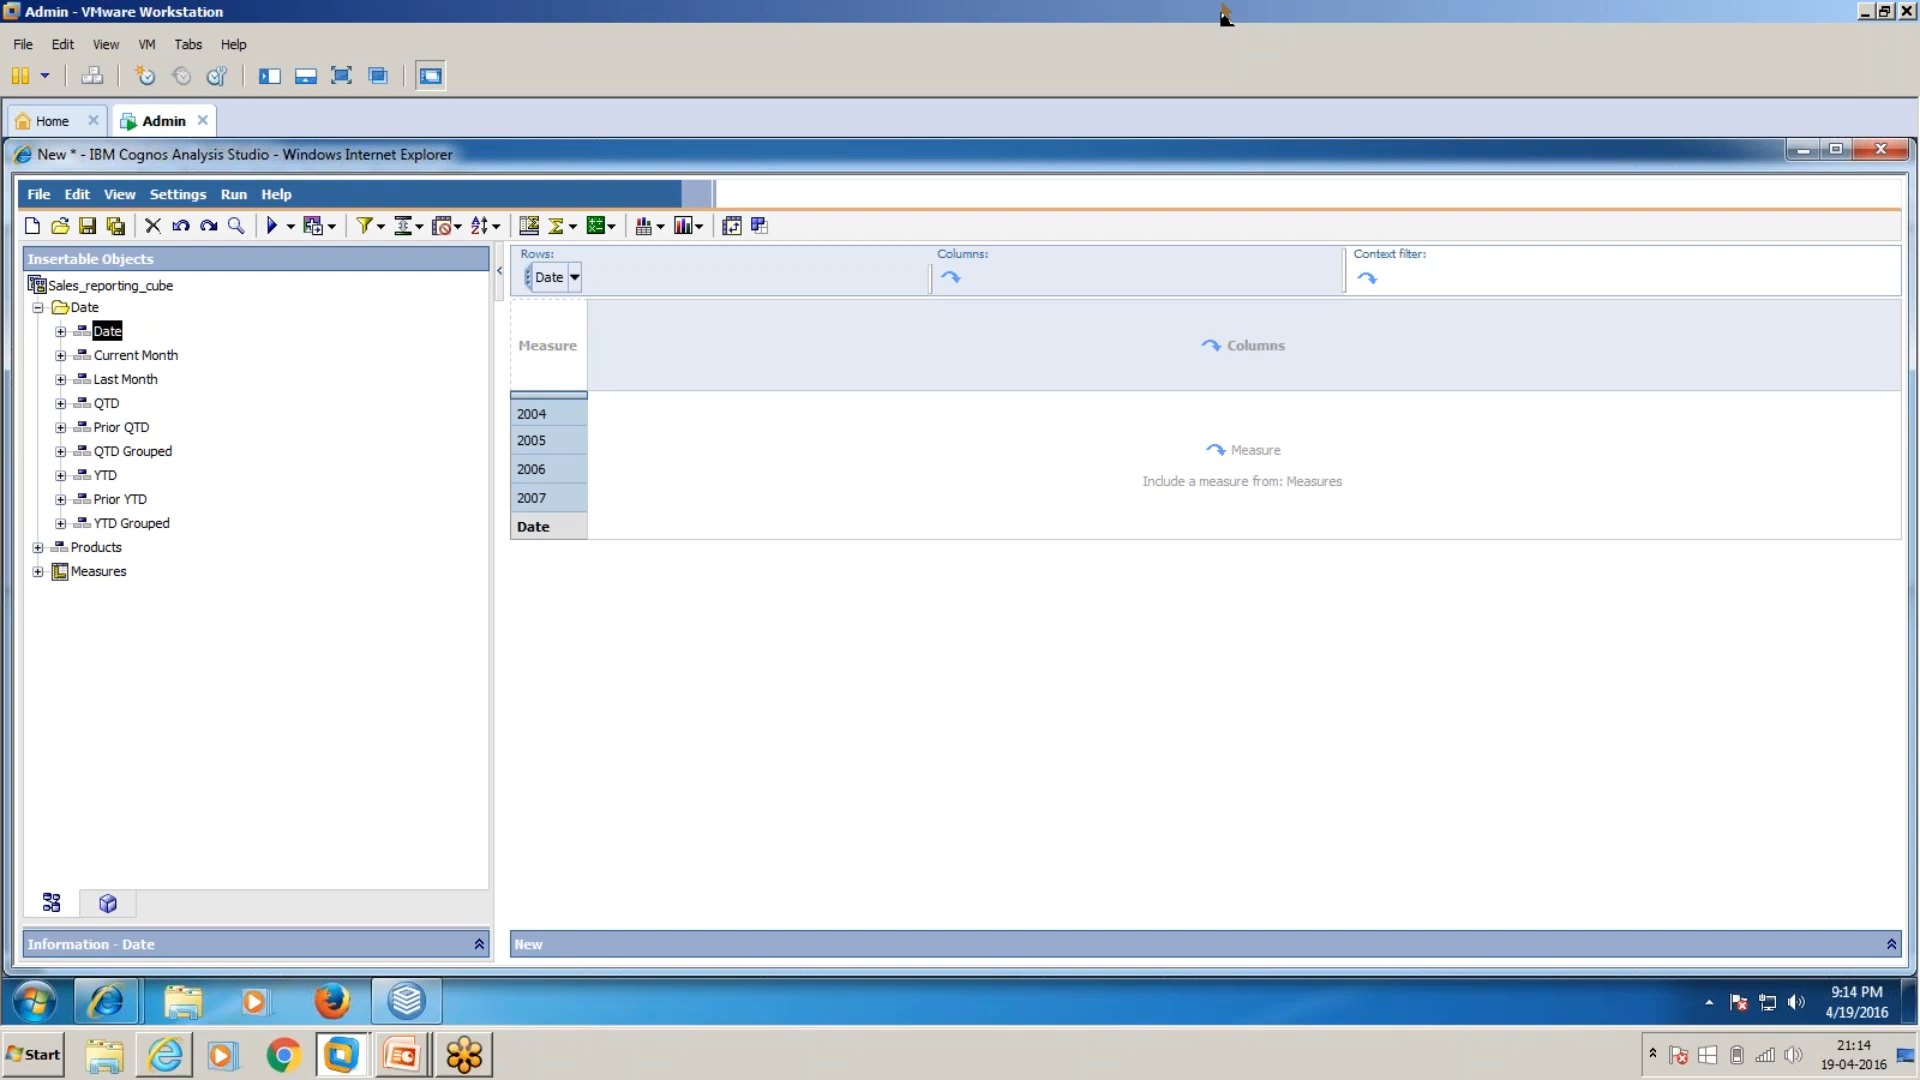 Admin - VMware Workstation
File Edit View VM Tabs Help
Home Admin
New * - IBM Cognos Analysis Studio - Windows Internet Explorer
File Edit View Settings Run Help
Insertable Objects
Sales_reporting_cube
Date
Date
Current Month
Last Month
QTD
Prior QTD
QTD Grouped
YTD
Prior YTD
YTD Grouped
Products
Measures
Information - Date
Rows:
Date
Columns:
Context filter:
Measure
Columns
2004
2005
2006
2007
Date
Measure
Include a measure from: Measures
New
9:14 PM
4/19/2016
Start
21:14
19-04-2016